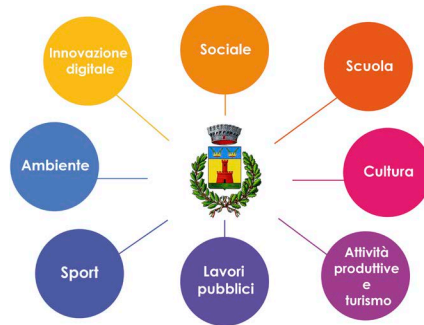 Innovazione
digitale
Sociale
Scuola
Ambiente
Cultura
Sport
Lavori
pubblici
Attività
produttive
e
turismo